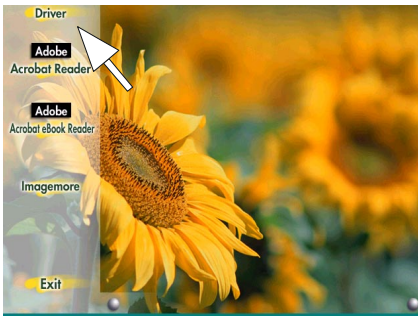 Driver
Adobe
Acrobat Reader
Adobe
Acrobat eBook Reader
Imagemore
Exit